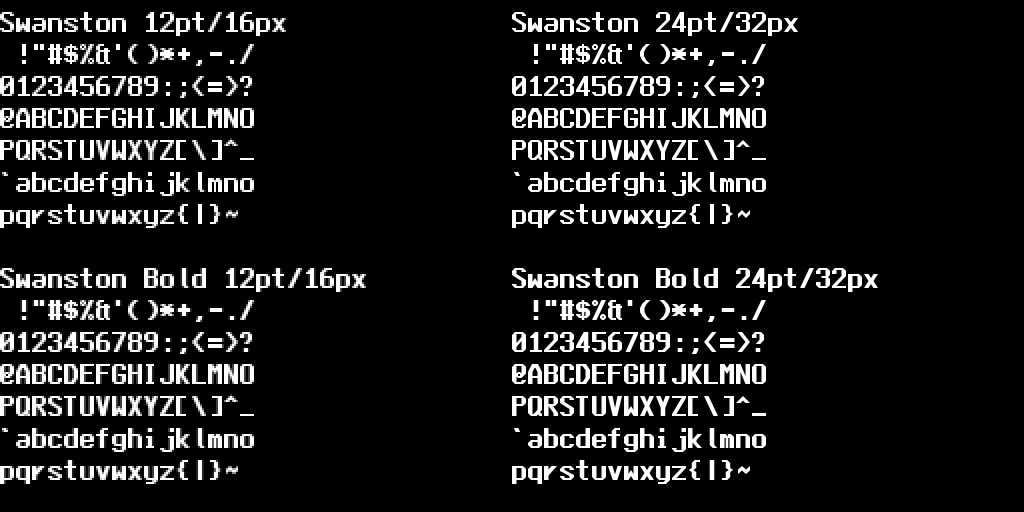 Swanston 12pt/16px
 !"#$%&'()*+,-./
0123456789:;<=>?
@ABCDEFGHIJKLMNO
PQRSTUVWXYZ[\]^_
`abcdefghijklmno
pqrstuvwxyz{|}~
Swanston 24pt/32px
 !"#$%&'()*+,-./
0123456789:;<=>?
@ABCDEFGHIJKLMNO
PQRSTUVWXYZ[\]^_
`abcdefghijklmno
pqrstuvwxyz{|}~
Swanston Bold 12pt/16px
 !"#$%&'()*+,-./
0123456789:;<=>?
@ABCDEFGHIJKLMNO
PQRSTUVWXYZ[\]^_
`abcdefghijklmno
pqrstuvwxyz{|}~
Swanston Bold 24pt/32px
 !"#$%&'()*+,-./
0123456789:;<=>?
@ABCDEFGHIJKLMNO
PQRSTUVWXYZ[\]^_
`abcdefghijklmno
pqrstuvwxyz{|}~